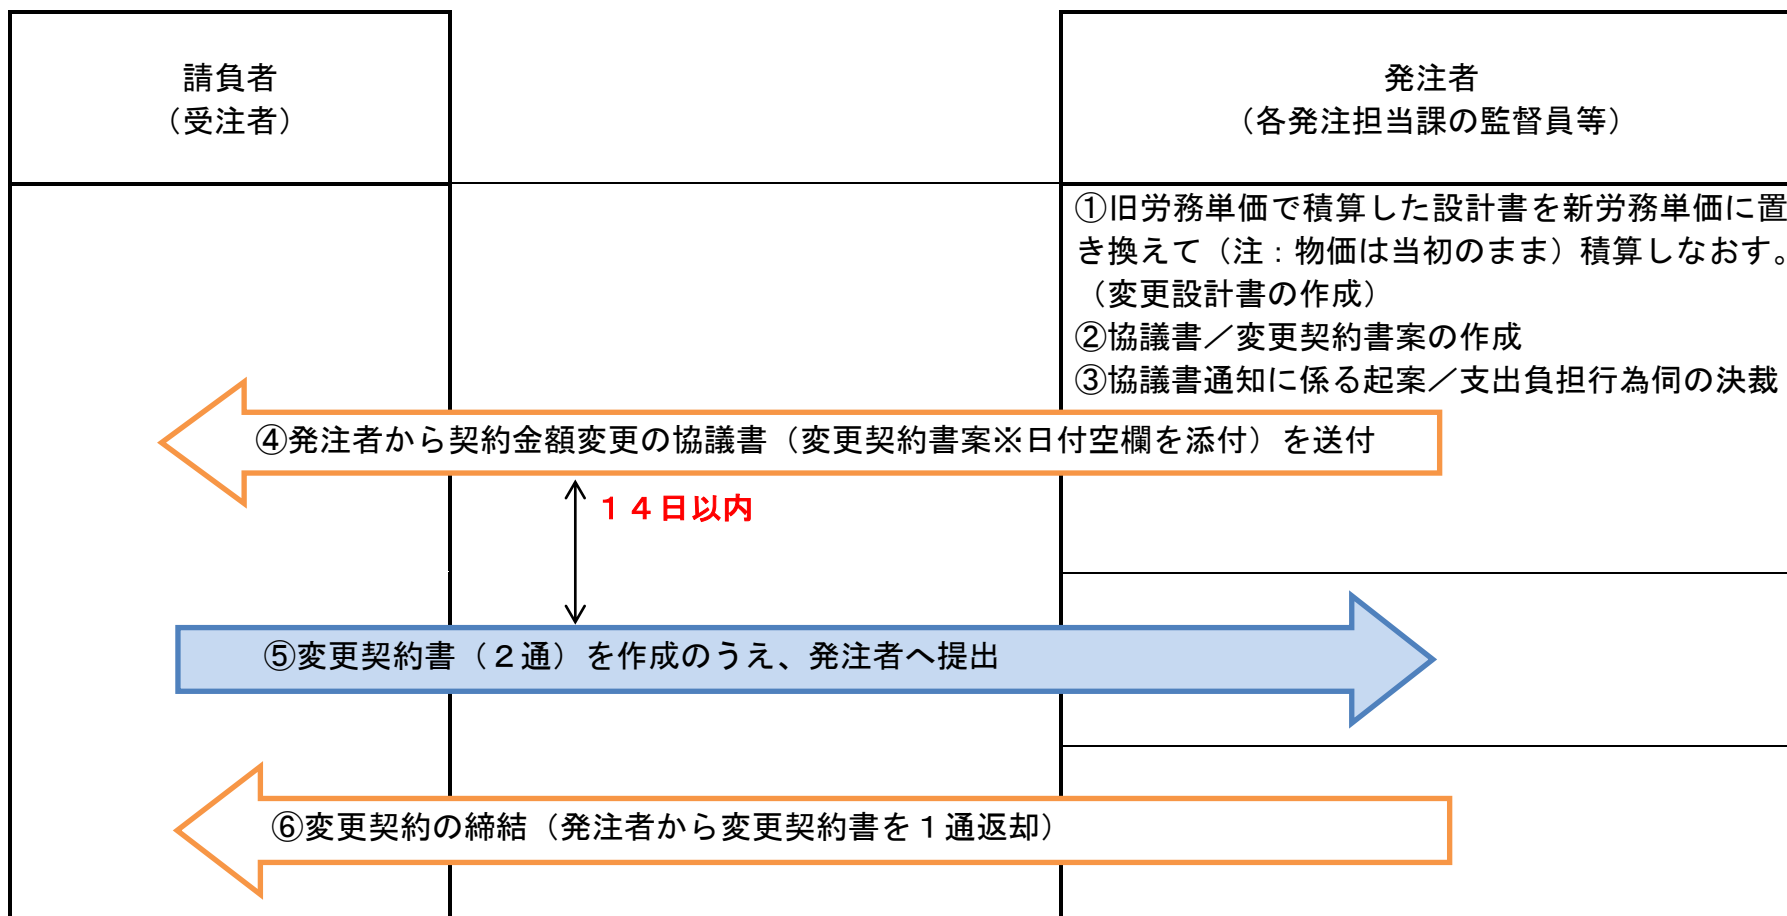 請負者
（受注者）
発注者
（各発注担当課の監督員等）
①旧労務単価で積算した設計書を新労務単価に置
き換えて（注：物価は当初のまま）積算しなおす。
（変更設計書の作成）
②協議書／変更契約書案の作成
③協議書通知に係る起案／支出負担行為伺の決裁
④発注者から契約金額変更の協議書（変更契約書案※日付空欄を添付）を送付
１４日以内
⑤変更契約書（２通）を作成のうえ、発注者へ提出
⑥変更契約の締結（発注者から変更契約書を１通返却）